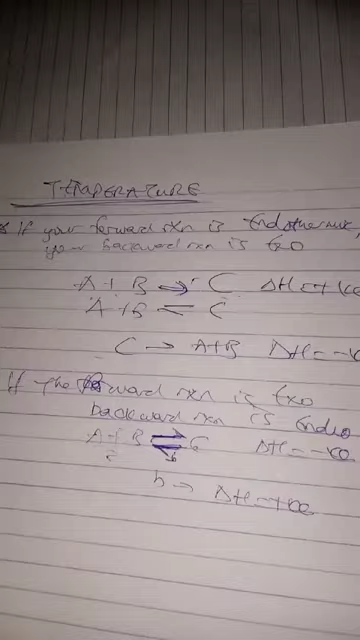 TEMPERATURE
* If your forward rxn is Endothermic,
your backward rxn is Exo
A + B → C ΔH = +ve
A + B ← C
C → A+B ΔH = -ve
If the forward rxn is Exo
backward rxn is Endo
A + B ⇌ C ΔH = -ve
b → ΔH = +ve